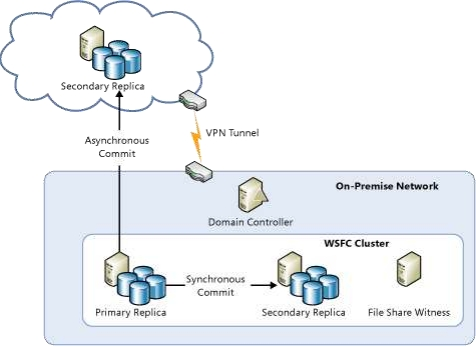 Secondary Replica
Asynchronous
Commit
VPN Tunnel
On-Premise Network
Domain Controller
WSFC Cluster
Synchronous
Commit
Primary Replica
Secondary Replica
File Share Witness